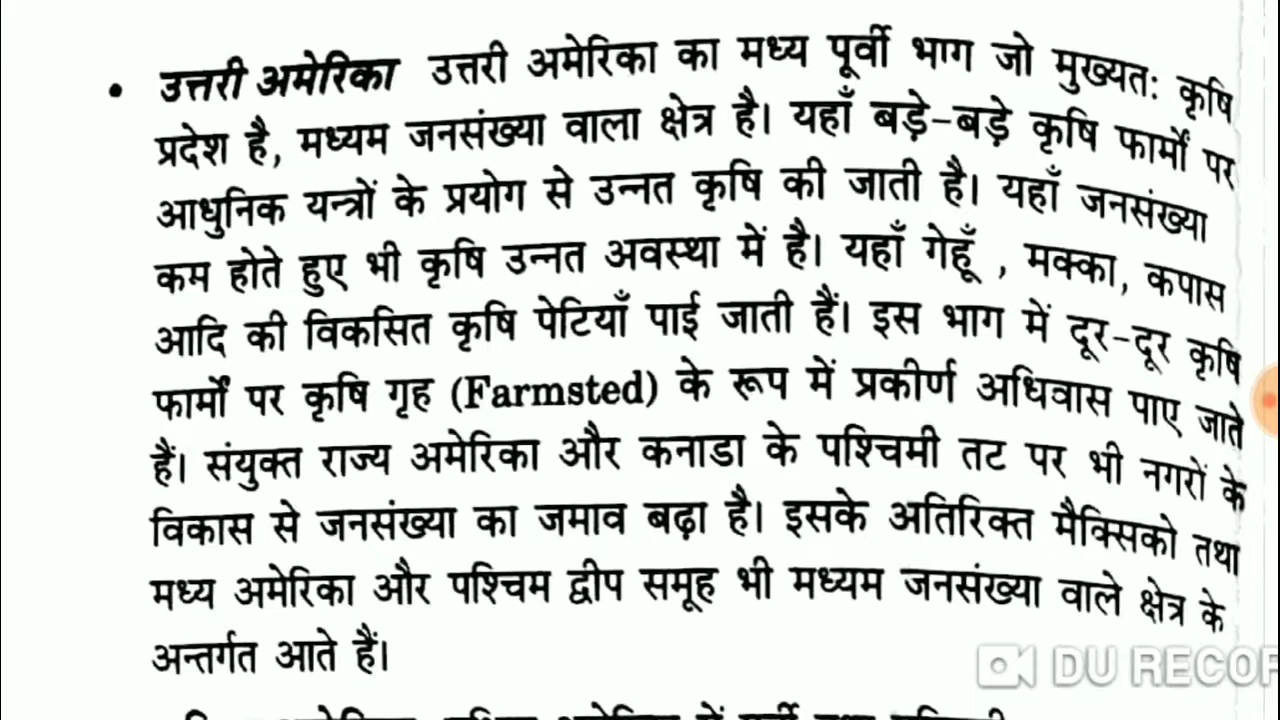 • उत्तरी अमेरिका उत्तरी अमेरिका का मध्य पूर्वी भाग जो मुख्यत: कृषि
प्रदेश है, मध्यम जनसंख्या वाला क्षेत्र है। यहाँ बड़े-बड़े कृषि फार्मों पर
आधुनिक यन्त्रों के प्रयोग से उन्नत कृषि की जाती है। यहाँ जनसंख्या
कम होते हुए भी कृषि उन्नत अवस्था में है। यहाँ गेहूँ , मक्का, कपास
आदि की विकसित कृषि पेटियाँ पाई जाती हैं। इस भाग में दूर-दूर कृषि
फार्मों पर कृषि गृह (Farmsted) के रूप में प्रकीर्ण अधिवास पाए जाते
हैं। संयुक्त राज्य अमेरिका और कनाडा के पश्चिमी तट पर भी नगरों के
विकास से जनसंख्या का जमाव बढ़ा है। इसके अतिरिक्त मैक्सिको तथा
मध्य अमेरिका और पश्चिम द्वीप समूह भी मध्यम जनसंख्या वाले क्षेत्र के
अन्तर्गत आते हैं।
DU RECOR